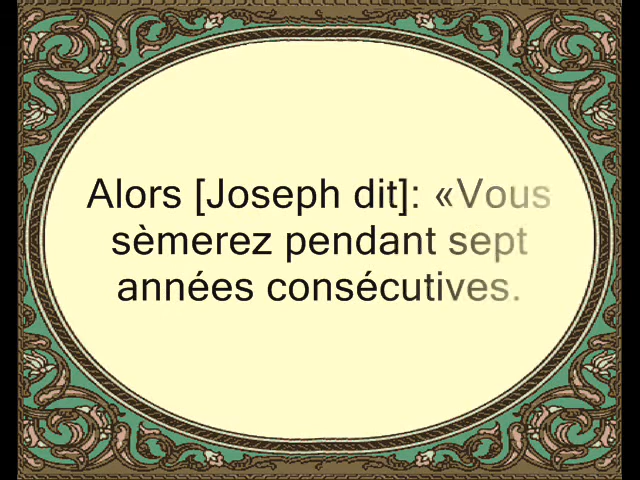 Alors [Joseph dit]: «Vous
sèmerez pendant sept
années consécutives.